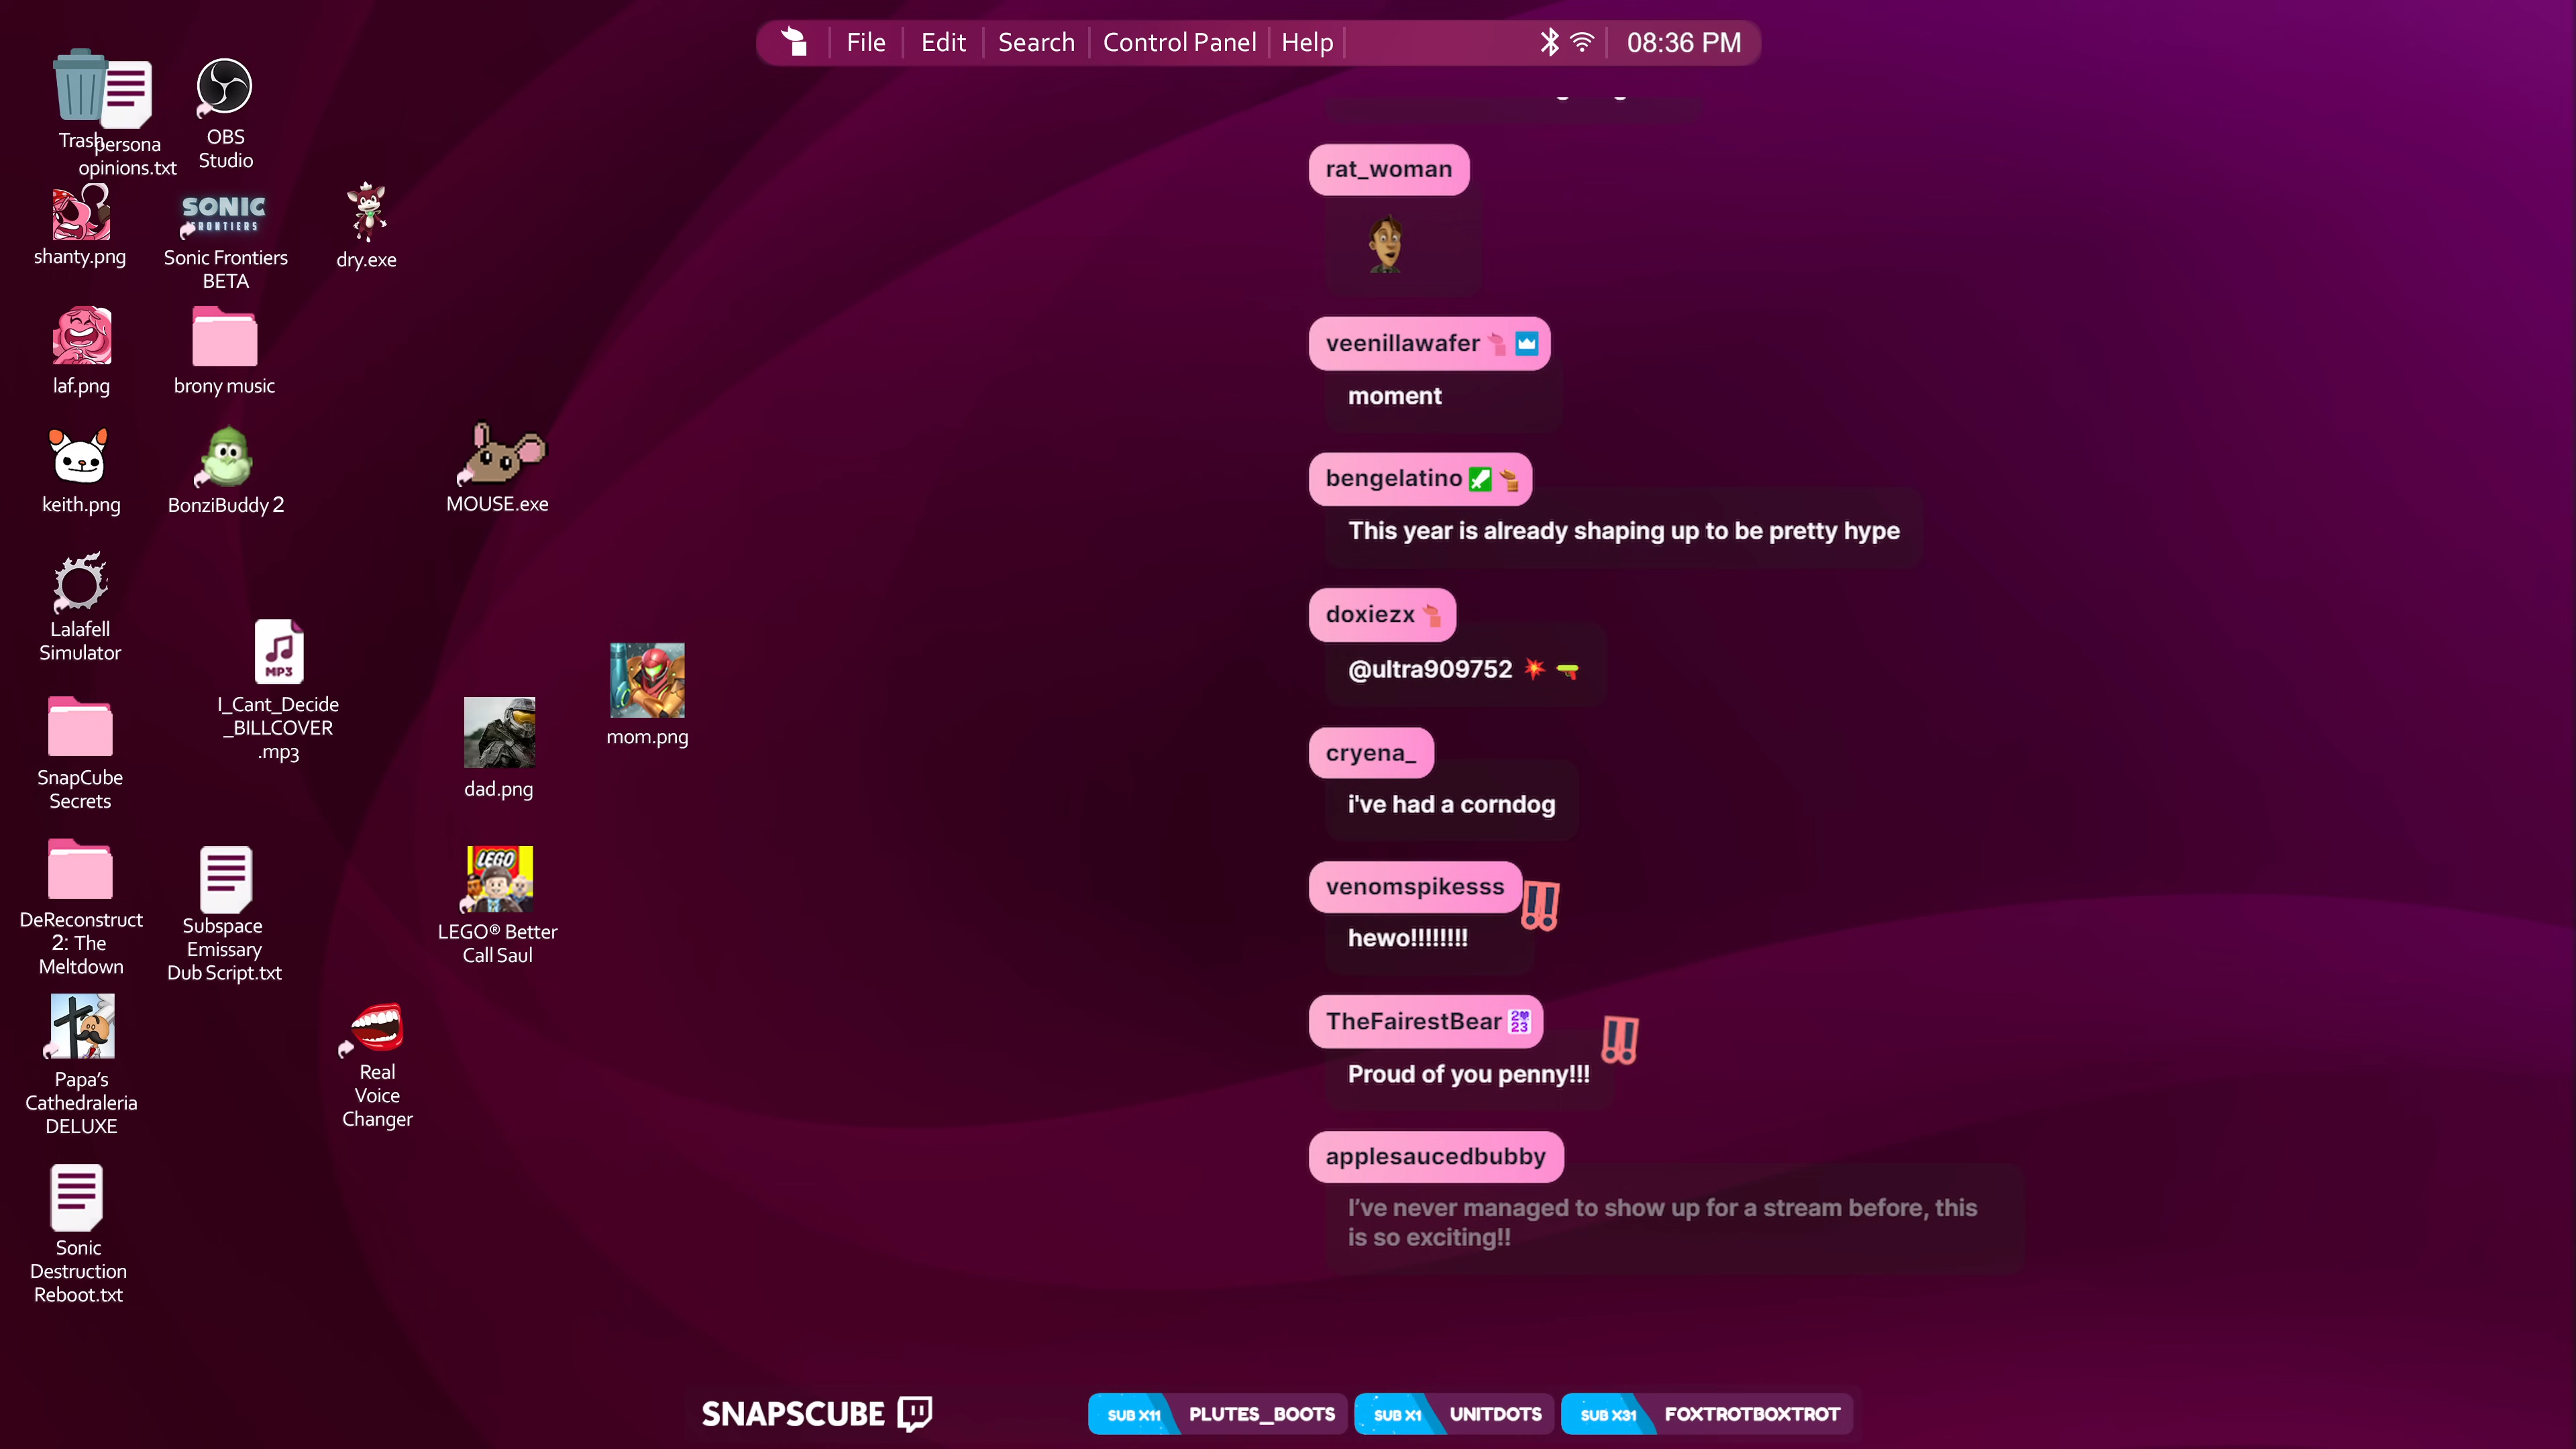 File
Edit
Search
Control Panel
Help
08:36 PM
Trash
persona
opinions.txt
OBS
Studio
shanty.png
SONIC
FRONTIERS
Sonic Frontiers
BETA
dry.exe
laf.png
brony music
keith.png
BonziBuddy 2
MOUSE.exe
Lalafell
Simulator
MP3
I_Cant_Decide
_BILLCOVER
.mp3
mom.png
dad.png
SnapCube
Secrets
DeReconstruct
2: The
Meltdown
Subspace
Emissary
Dub Script.txt
LEGO
LEGO® Better
Call Saul
Papa's
Cathedraleria
DELUXE
Real
Voice
Changer
Sonic
Destruction
Reboot.txt
rat_woman
veenillawafer
moment
bengelatino
This year is already shaping up to be pretty hype
doxiezx
@ultra909752
cryena_
i've had a corndog
venomspikesss
hewo!!!!!!!!
TheFairestBear
2 23
Proud of you penny!!!
applesaucedbubby
I've never managed to show up for a stream before, this
is so exciting!!
SNAPSCUBE
SUB X11 PLUTES_BOOTS
SUB X1 UNITDOTS
SUB X31 FOXTROTBOXTROT